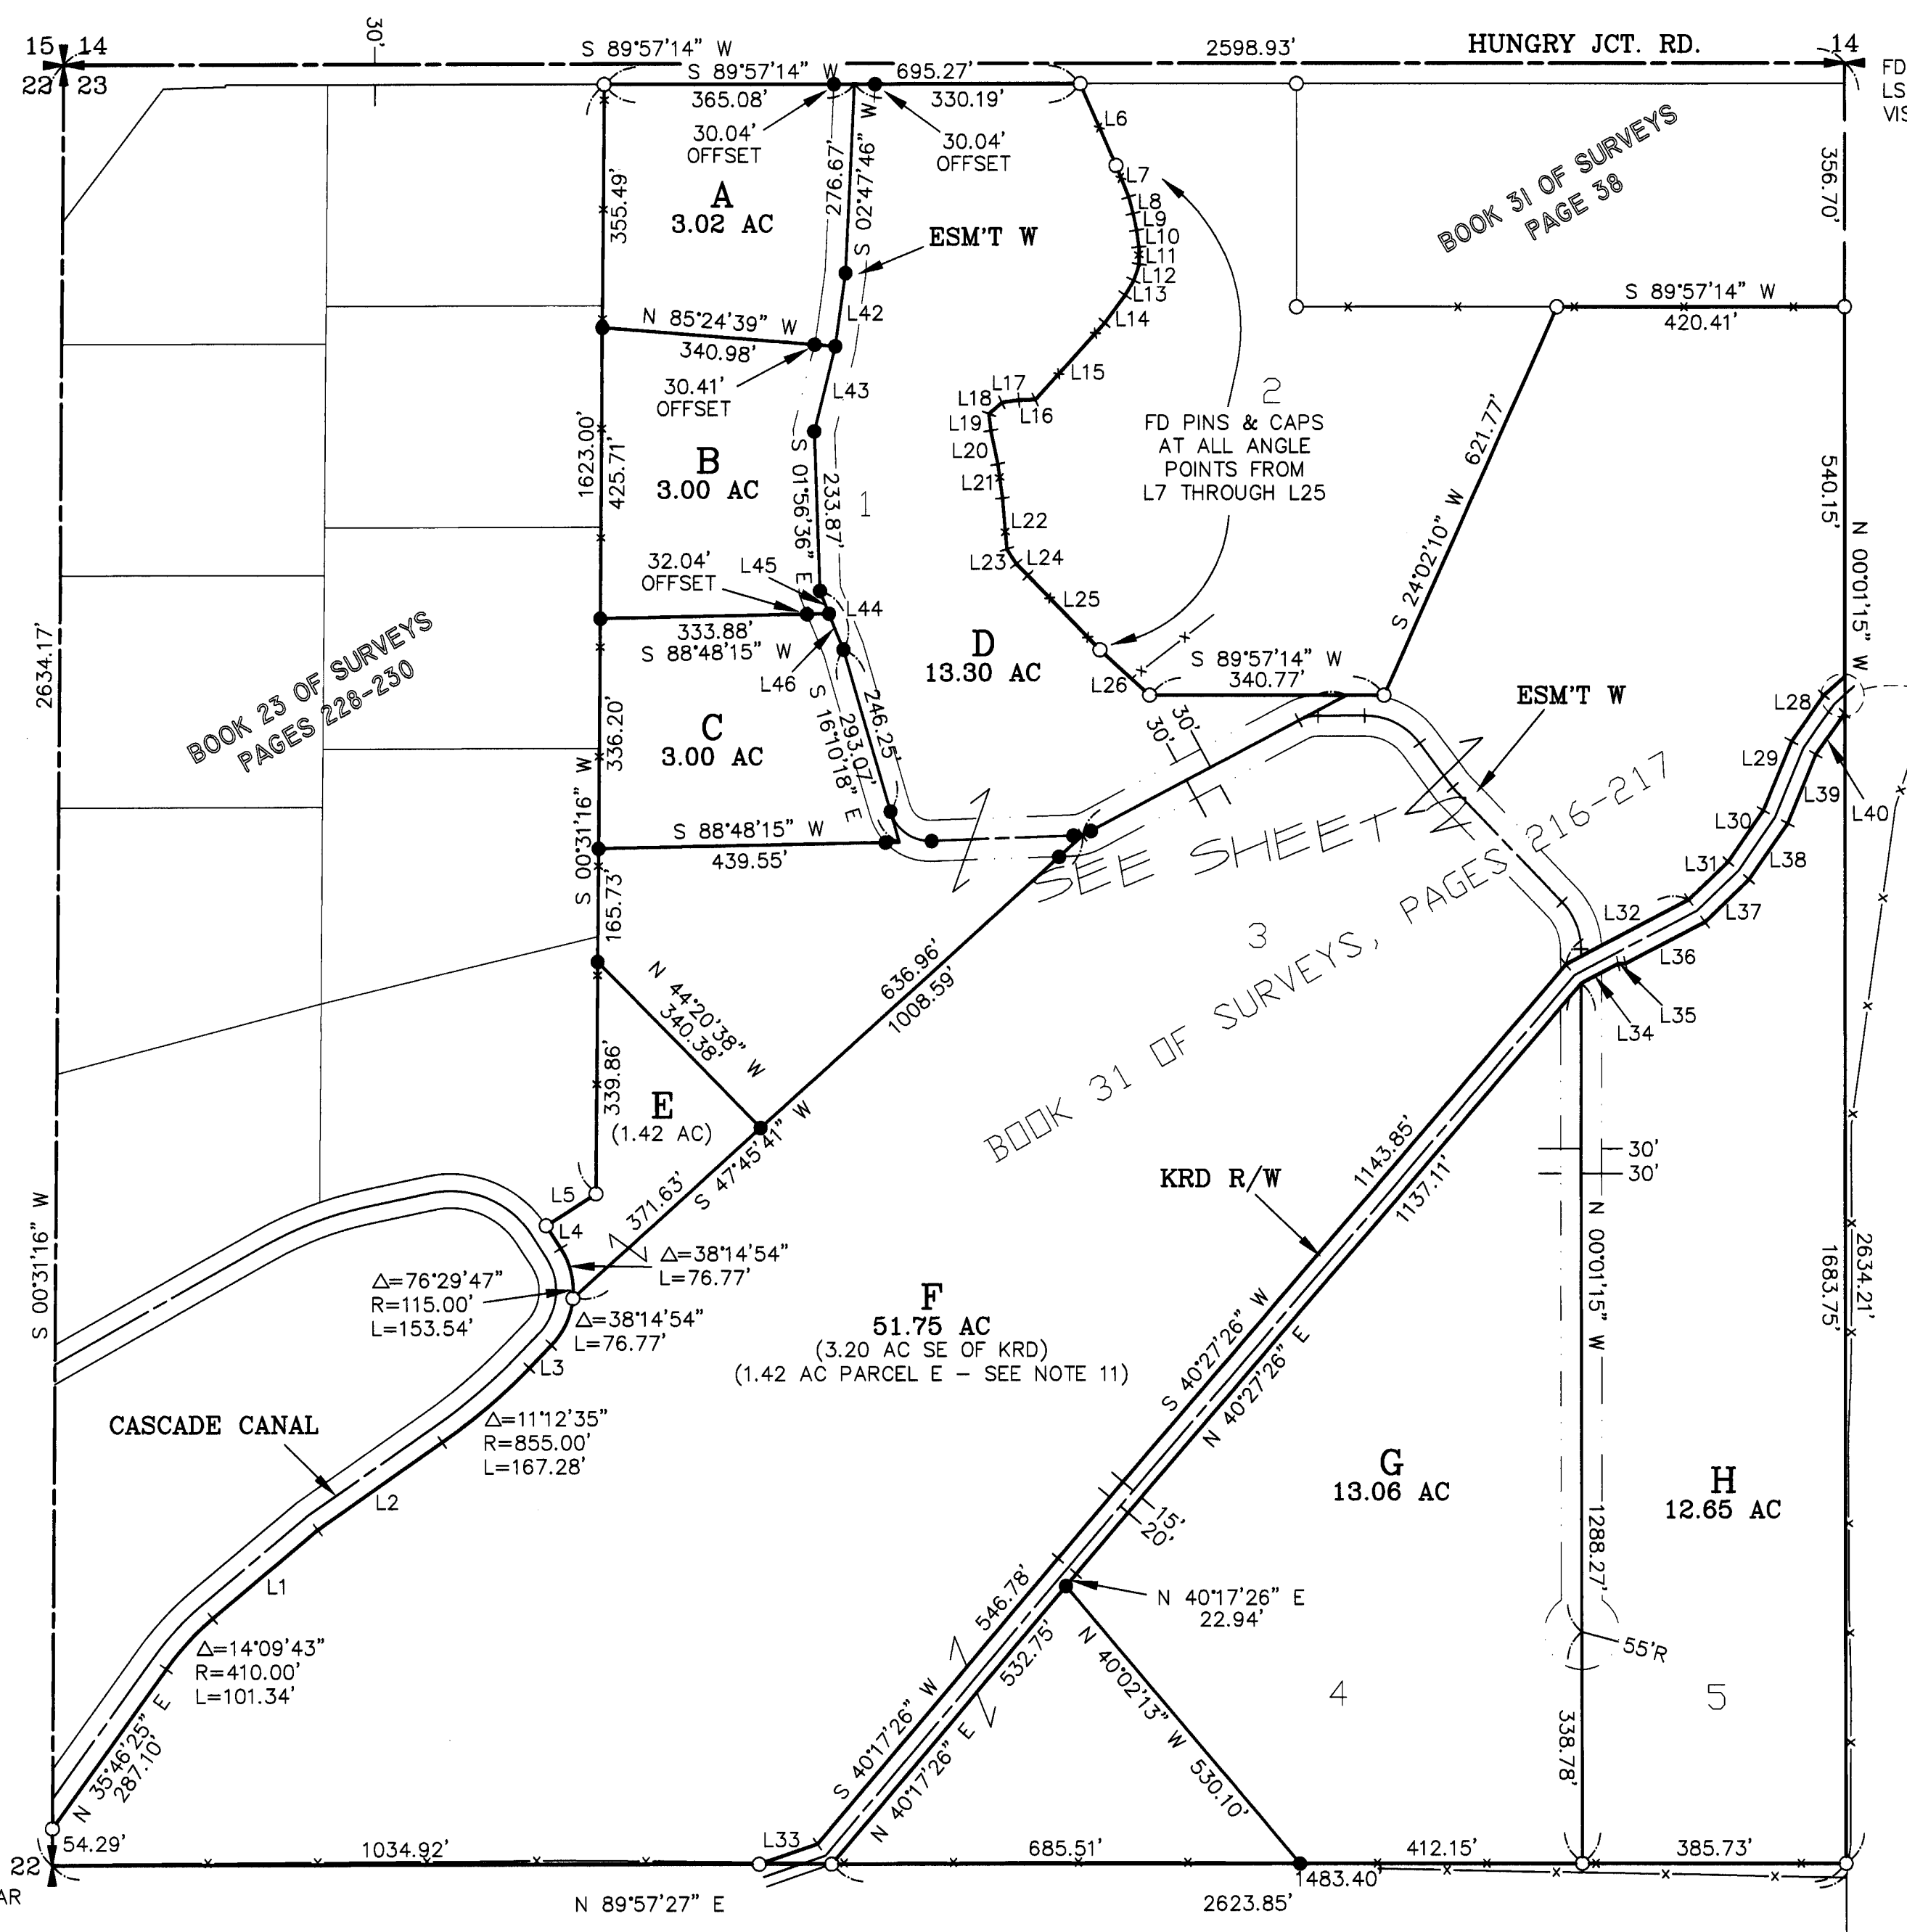 30'
15 14
22 23
S 89°57'14" W
2598.93'
HUNGRY JCT. RD.
14
FD
LS
VIS
S 89°57'14" W
695.27'
365.08'
330.19'
30.04'
OFFSET
30.04'
OFFSET
276.67'
S 02°47'46" W
L6
L7
L8
L9
L10
L11
L12
L13
L14
L15
L16
L17
L18
L19
L20
L21
L22
L23
L24
L25
L26
A
3.02 AC
355.49'
ESM'T W
BOOK 31 OF SURVEYS
PAGE 38
356.70'
S 89°57'14" W
420.41'
N 85°24'39" W
340.98'
L42
L43
30.41'
OFFSET
2
FD PINS & CAPS
AT ALL ANGLE
POINTS FROM
L7 THROUGH L25
621.77'
S 24°02'10" W
540.15'
N 00°01'15" W
1623.00'
425.71'
B
3.00 AC
S 01°56'36" E
233.87'
1
32.04'
OFFSET
L45
L44
333.88'
S 88°48'15" W
L46
D
13.30 AC
S 89°57'14" W
340.77'
30'
30'
ESM'T W
L28
L29
L30
L31
L32
L39
L40
L38
L37
L36
L35
L34
2634.17'
BOOK 23 OF SURVEYS
PAGES 228-230
336.20'
C
3.00 AC
246.25'
293.07'
S 16°10'18" E
S 00°31'16" W
S 88°48'15" W
439.55'
165.73'
SEE SHEET 2
3
BOOK 31 OF SURVEYS, PAGES 216-217
N 44°20'38" W
340.38'
636.96'
1008.59'
339.86'
E
(1.42 AC)
S 47°45'41" W
371.63'
L5
L4
Δ=38°14'54"
L=76.77'
Δ=76°29'47"
R=115.00'
L=153.54'
Δ=38°14'54"
L=76.77'
L3
S 00°31'16" W
KRD R/W
1143.85'
1137.11'
30'
30'
N 00°01'15" W
2634.21'
1683.75'
F
51.75 AC
(3.20 AC SE OF KRD)
(1.42 AC PARCEL E - SEE NOTE 11)
S 40°27'26" W
N 40°27'26" E
CASCADE CANAL
Δ=11°12'35"
R=855.00'
L=167.28'
L2
L1
G
13.06 AC
H
12.65 AC
15'
20'
1288.27'
N 40°17'26" E
22.94'
546.78'
532.75'
55'R
Δ=14°09'43"
R=410.00'
L=101.34'
N 35°46'25" E
287.10'
S 40°17'26" W
N 40°17'26" E
N 40°02'13" W
530.10'
4
5
338.78'
54.29'
1034.92'
L33
685.51'
412.15'
385.73'
22
AR
1483.40'
N 89°57'27" E
2623.85'